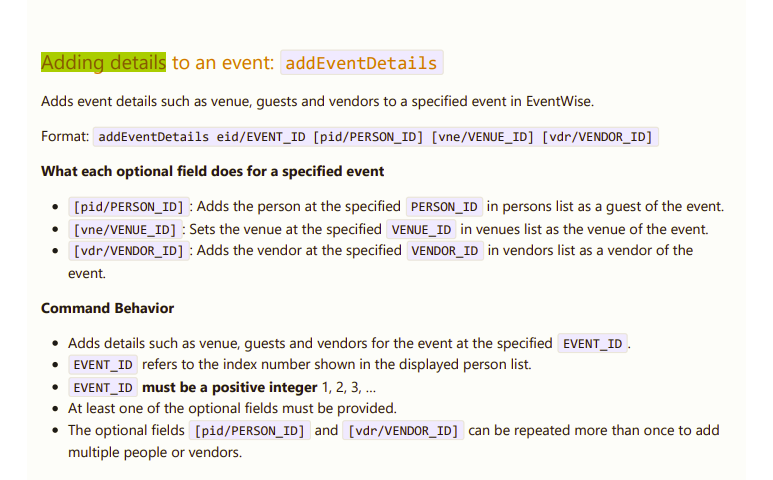 Adding details to an event: addEventDetails
Adds event details such as venue, guests and vendors to a specified event in EventWise.
Format: addEventDetails eid/EVENT_ID [pid/PERSON_ID] [vne/VENUE_ID] [vdr/VENDOR_ID]
What each optional field does for a specified event
• [pid/PERSON_ID]: Adds the person at the specified PERSON_ID in persons list as a guest of the event.
• [vne/VENUE_ID]: Sets the venue at the specified VENUE_ID in venues list as the venue of the event.
• [vdr/VENDOR_ID]: Adds the vendor at the specified VENDOR_ID in vendors list as a vendor of the
event.
Command Behavior
• Adds details such as venue, guests and vendors for the event at the specified EVENT_ID.
• EVENT_ID refers to the index number shown in the displayed person list.
• EVENT_ID must be a positive integer 1, 2, 3, …
• At least one of the optional fields must be provided.
• The optional fields [pid/PERSON_ID] and [vdr/VENDOR_ID] can be repeated more than once to add
multiple people or vendors.